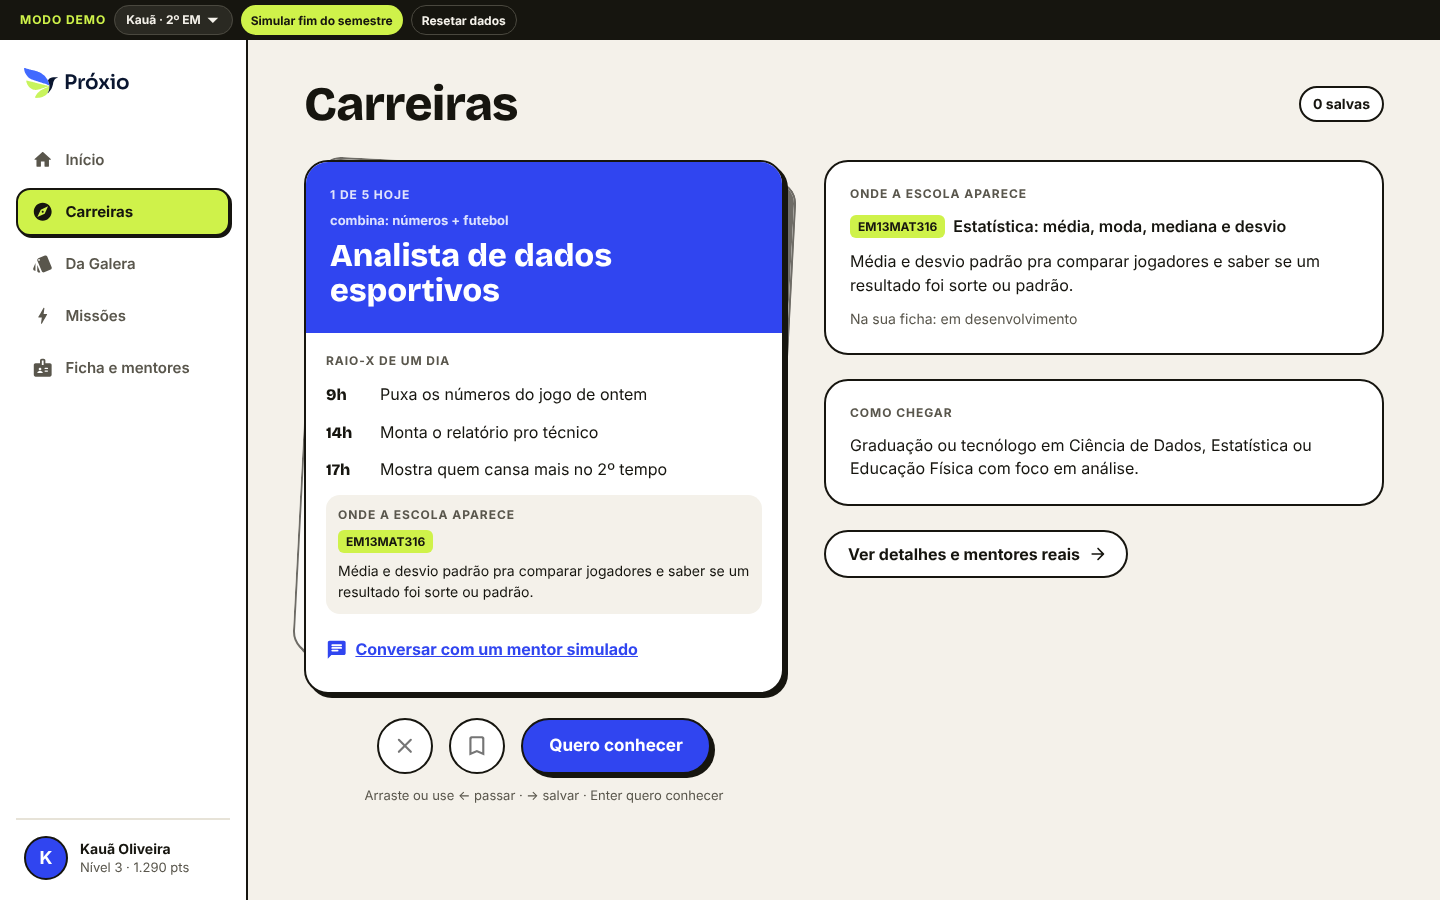 MODO DEMO
Kauã · 2º EM
Simular fim do semestre
Resetar dados
Próxio
Início
Carreiras
Da Galera
Missões
Ficha e mentores
Kauã Oliveira
K
Nível 3 · 1.290 pts
Carreiras
0 salvas
1 DE 5 HOJE
combina: números + futebol
Analista de dados
esportivos
RAIO-X DE UM DIA
9h Puxa os números do jogo de ontem
14h Monta o relatório pro técnico
17h Mostra quem cansa mais no 2º tempo
ONDE A ESCOLA APARECE
EM13MAT316
Média e desvio padrão pra comparar jogadores e saber se um
resultado foi sorte ou padrão.
Conversar com um mentor simulado
Quero conhecer
Arraste ou use ← passar · → salvar · Enter quero conhecer
ONDE A ESCOLA APARECE
EM13MAT316 Estatística: média, moda, mediana e desvio
Média e desvio padrão pra comparar jogadores e saber se um
resultado foi sorte ou padrão.
Na sua ficha: em desenvolvimento
COMO CHEGAR
Graduação ou tecnólogo em Ciência de Dados, Estatística ou
Educação Física com foco em análise.
Ver detalhes e mentores reais →